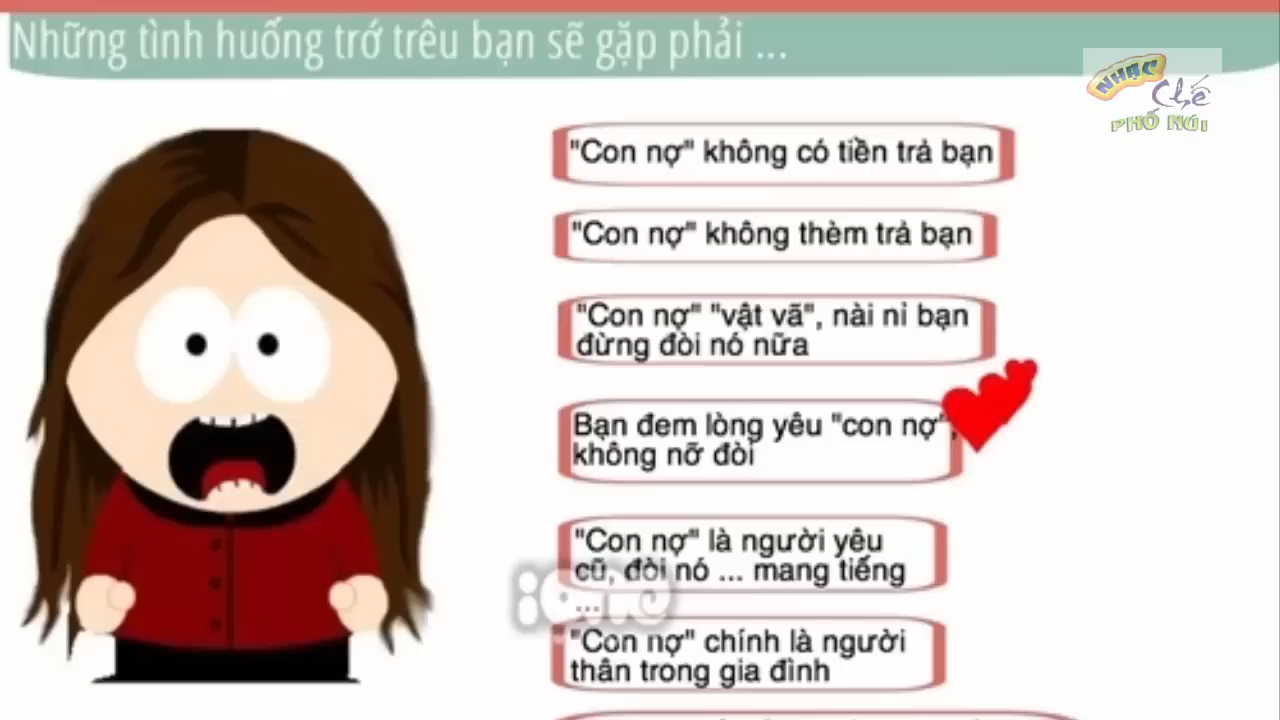 Những tình huống trớ trêu bạn sẽ gặp phải ...
NHẠC
Chế
PHỐ NÚI
"Con nợ" không có tiền trả bạn
"Con nợ" không thèm trả bạn
"Con nợ" "vật vã", nài nỉ bạn
đừng đòi nó nữa
Bạn đem lòng yêu "con nợ",
không nỡ đòi
"Con nợ" là người yêu
cũ, đòi nó ... mang tiếng
...
"Con nợ" chính là người
thân trong gia đình